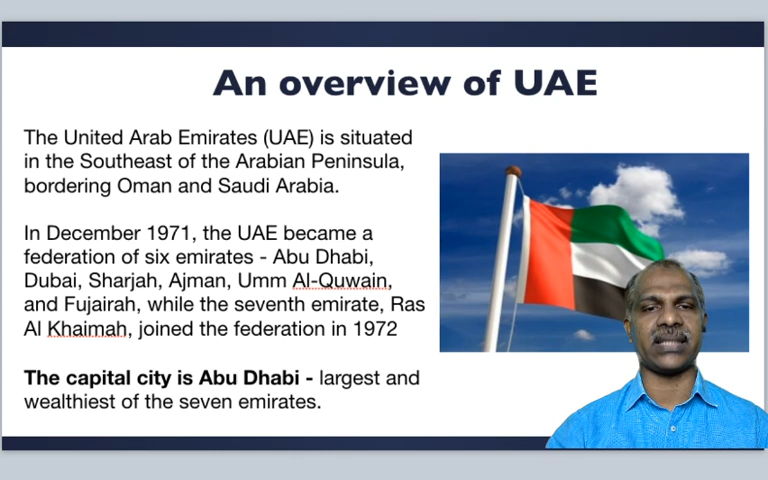 An overview of UAE
The United Arab Emirates (UAE) is situated
in the Southeast of the Arabian Peninsula,
bordering Oman and Saudi Arabia.
In December 1971, the UAE became a
federation of six emirates - Abu Dhabi,
Dubai, Sharjah, Ajman, Umm Al-Quwain,
and Fujairah, while the seventh emirate, Ras
Al Khaimah, joined the federation in 1972
The capital city is Abu Dhabi - largest and
wealthiest of the seven emirates.